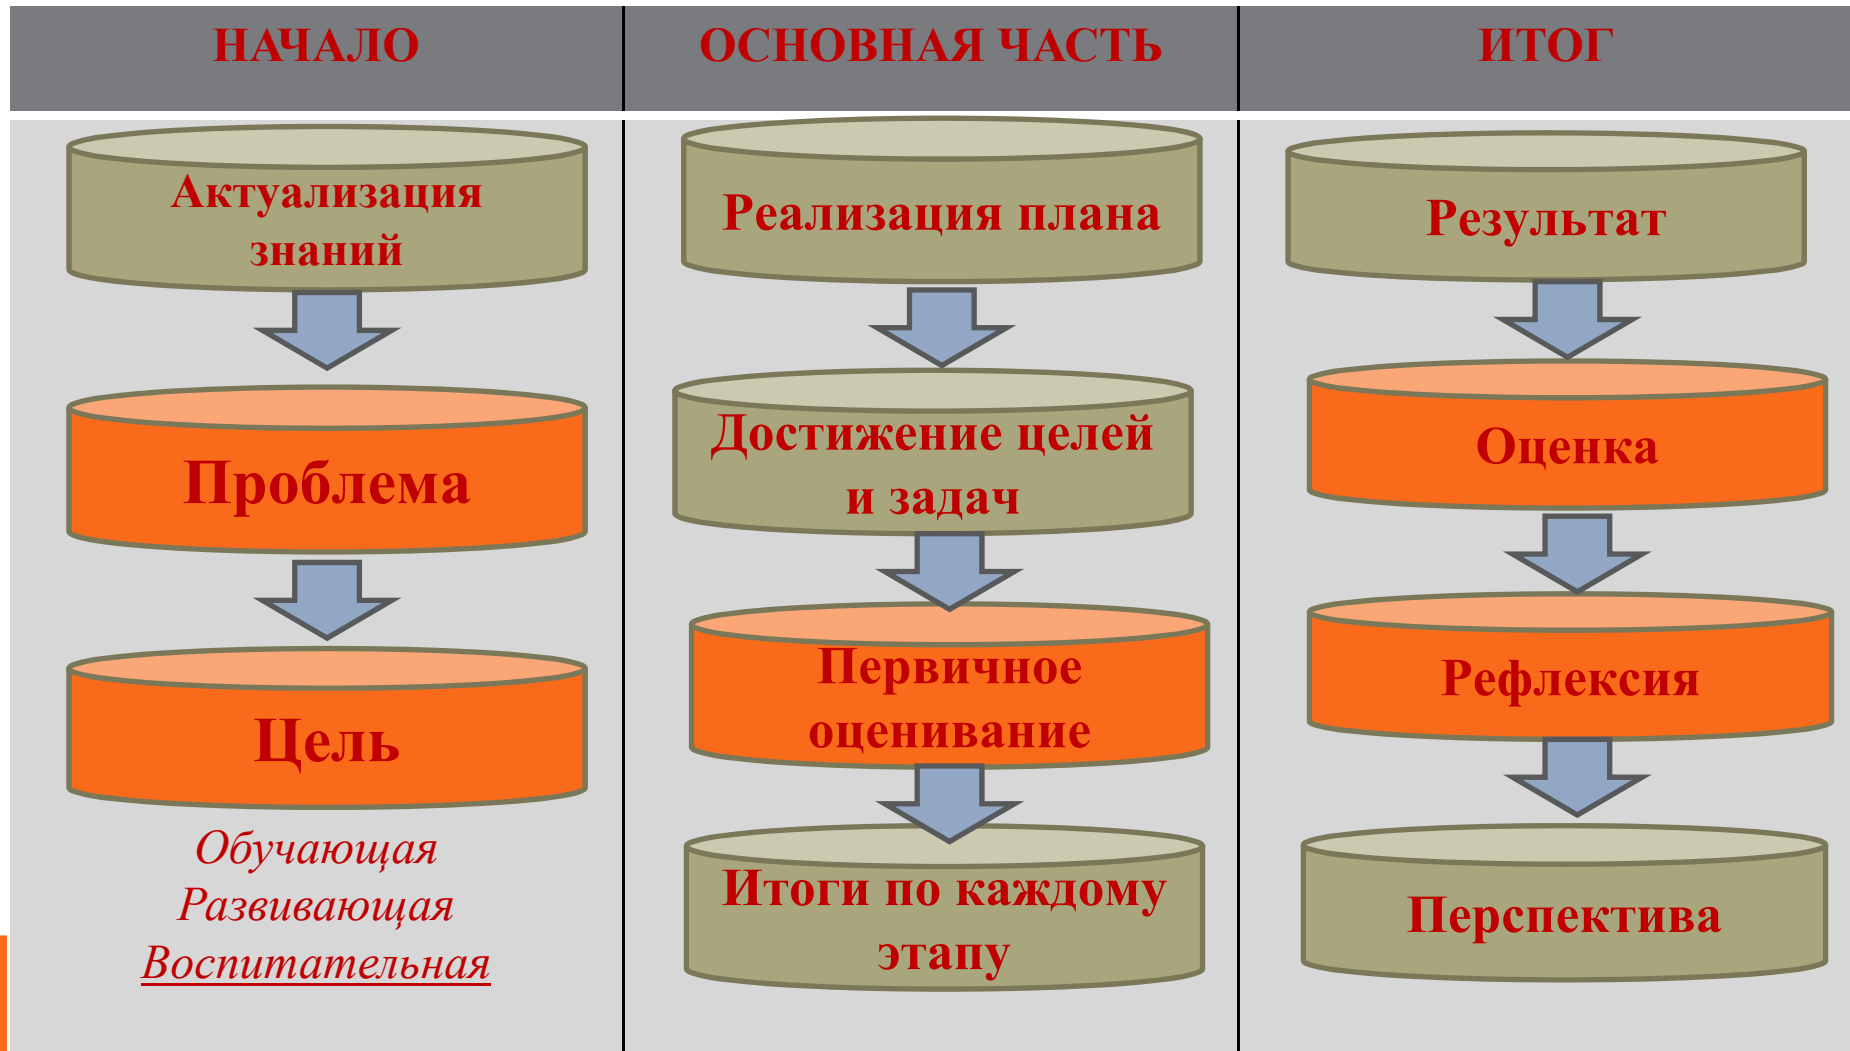 НАЧАЛО
ОСНОВНАЯ ЧАСТЬ
ИТОГ
Актуализация
знаний
Проблема
Цель
Обучающая
Развивающая
Воспитательная
Реализация плана
Достижение целей
и задач
Первичное
оценивание
Итоги по каждому
этапу
Результат
Оценка
Рефлексия
Перспектива